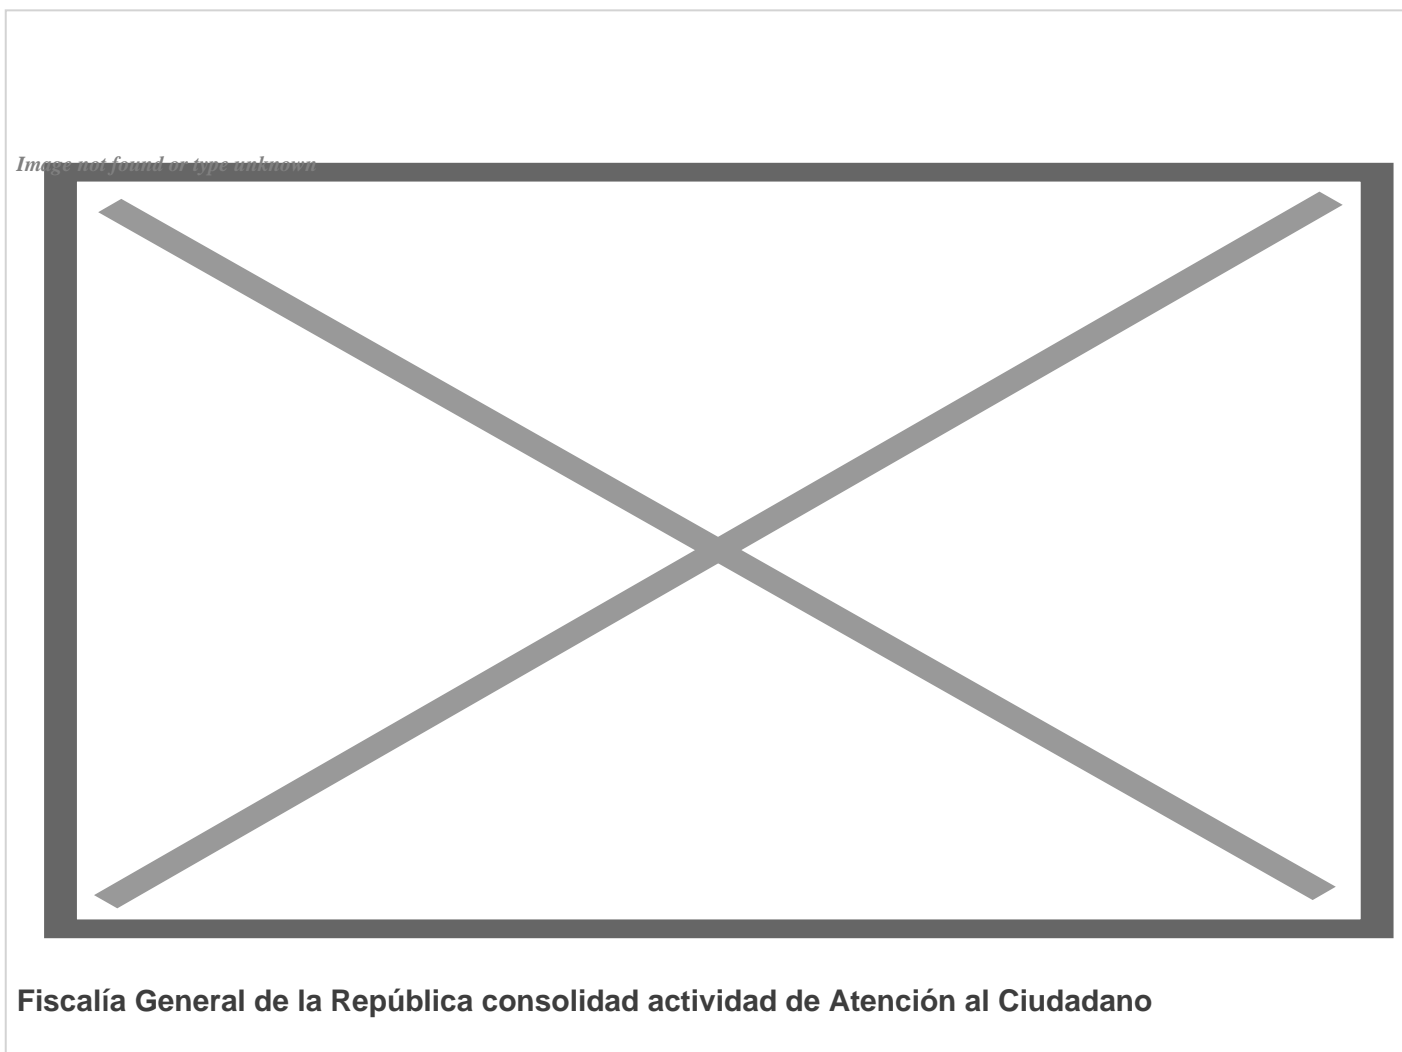 Image not found or type unknown
Fiscalía General de la República consolidad actividad de Atención al Ciudadano